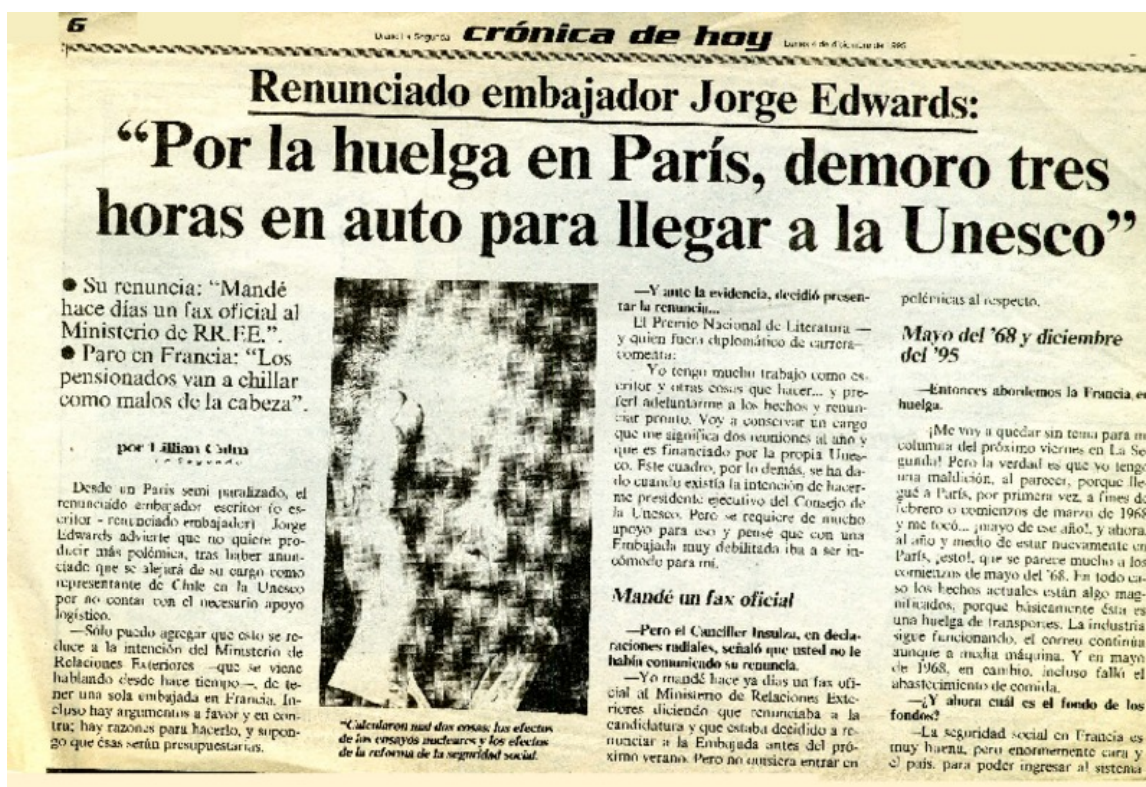 6
Diario La Segunda
crónica de hoy
Lunes 4 de diciembre de 1995
Renunciado embajador Jorge Edwards:
“Por la huelga en París, demoro tres
horas en auto para llegar a la Unesco”
● Su renuncia: “Mandé
hace días un fax oficial al
Ministerio de RR.EE.”.
● Paro en Francia: “Los
pensionados van a chillar
como malos de la cabeza”.
por Lillian Calm
La Segunda
Desde un París semi paralizado, el
renunciado embajador escritor (o es-
critor - renunciado embajador) Jorge
Edwards advierte que no quiere pro-
ducir más polémica, tras haber anun-
ciado que se alejará de su cargo como
representante de Chile en la Unesco
por no contar con el necesario apoyo
logístico.
—Sólo puedo agregar que esto se re-
duce a la intención del Ministerio de
Relaciones Exteriores —que se viene
hablando desde hace tiempo—, de te-
ner una sola embajada en Francia. In-
cluso hay argumentos a favor y en con-
tra; hay razones para hacerlo, y supon-
go que ésas serán presupuestarias.
“Calcularon mal dos cosas: los efectos
de los ensayos nucleares y los efectos
de la reforma de la seguridad social.
—Y ante la evidencia, decidió presen-
tar la renuncia...
El Premio Nacional de Literatura —
y quien fuera diplomático de carrera—
comenta:
Yo tengo mucho trabajo como es-
critor y otras cosas que hacer... y pre-
ferí adelantarme a los hechos y renun-
ciar pronto. Voy a conservar un cargo
que me significa dos reuniones al año y
que es financiado por la propia Unes-
co. Este cuadro, por lo demás, se ha da-
do cuando existía la intención de hacer-
me presidente ejecutivo del Consejo de
la Unesco. Pero se requiere de mucho
apoyo para eso y pensé que con una
Embajada muy debilitada iba a ser in-
cómodo para mí.
Mandé un fax oficial
—Pero el Canciller Insulza, en decla-
raciones radiales, señaló que usted no le
había comunicado su renuncia.
—Yo mandé hace ya días un fax ofi-
cial al Ministerio de Relaciones Exte-
riores diciendo que renunciaba a la
candidatura y que estaba decidido a re-
nunciar a la Embajada antes del pró-
ximo verano. Pero no quisiera entrar en
polémicas al respecto.
Mayo del ’68 y diciembre
del ’95
—Entonces abordemos la Francia en
huelga.
¡Me voy a quedar sin tema para mi
columna del próximo viernes en La Se-
gunda! Pero la verdad es que yo tengo
una maldición, al parecer, porque lle-
gué a París, por primera vez, a fines de
febrero o comienzos de marzo de 1968
y me tocó... ¡mayo de ese año!, y ahora,
al año y medio de estar nuevamente en
París, ¡esto!, que se parece mucho a los
comienzos de mayo del ’68. En todo ca-
so los hechos actuales están algo mag-
nificados, porque básicamente ésta es
una huelga de transportes. La industria
sigue funcionando, el correo continúa
aunque a media máquina. Y en mayo
de 1968, en cambio, incluso falló el
abastecimiento de comida.
—¿Y ahora cuál es el fondo de los
fondos?
—La seguridad social en Francia es
muy buena, pero enormemente cara y
el país, para poder ingresar al sistema